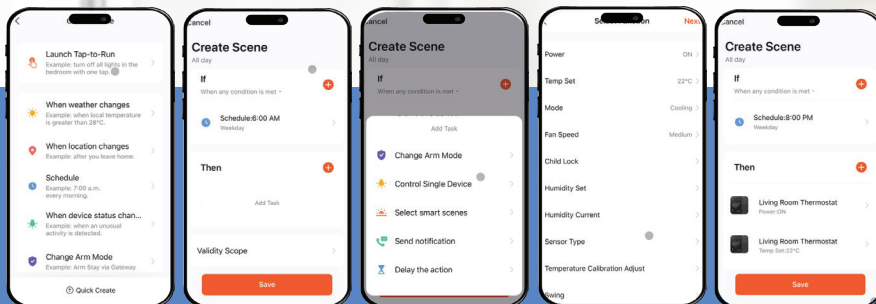 Launch Tap-to-Run
Example: turn off all lights in the
bedroom with one tap.
When weather changes
Example: when local temperature
is greater than 28°C.
When location changes
Example: after you leave home.
Schedule
Example: 7:00 a.m.
every morning.
When device status chan...
Example: when an unusual
activity is detected.
Change Arm Mode
Example: Arm Stay via Gateway
Quick Create
ancel
Create Scene
All day
If
When any condition is met
Schedule:6:00 AM
Weekday
Then
Add Task
Validity Scope
Save
ancel
Create Scene
All day
If
When any condition is met
Add Task
Change Arm Mode
Control Single Device
Select smart scenes
Send notification
Delay the action
Next
Power
ON
Temp Set
22°C
Mode
Cooling
Fan Speed
Medium
Child Lock
Humidity Set
Humidity Current
Sensor Type
Temperature Calibration Adjust
Swing
ancel
Create Scene
All day
If
When any condition is met
Schedule:8:00 PM
Weekday
Then
Living Room Thermostat
Power:ON
Living Room Thermostat
Temp Set:22°C
Save